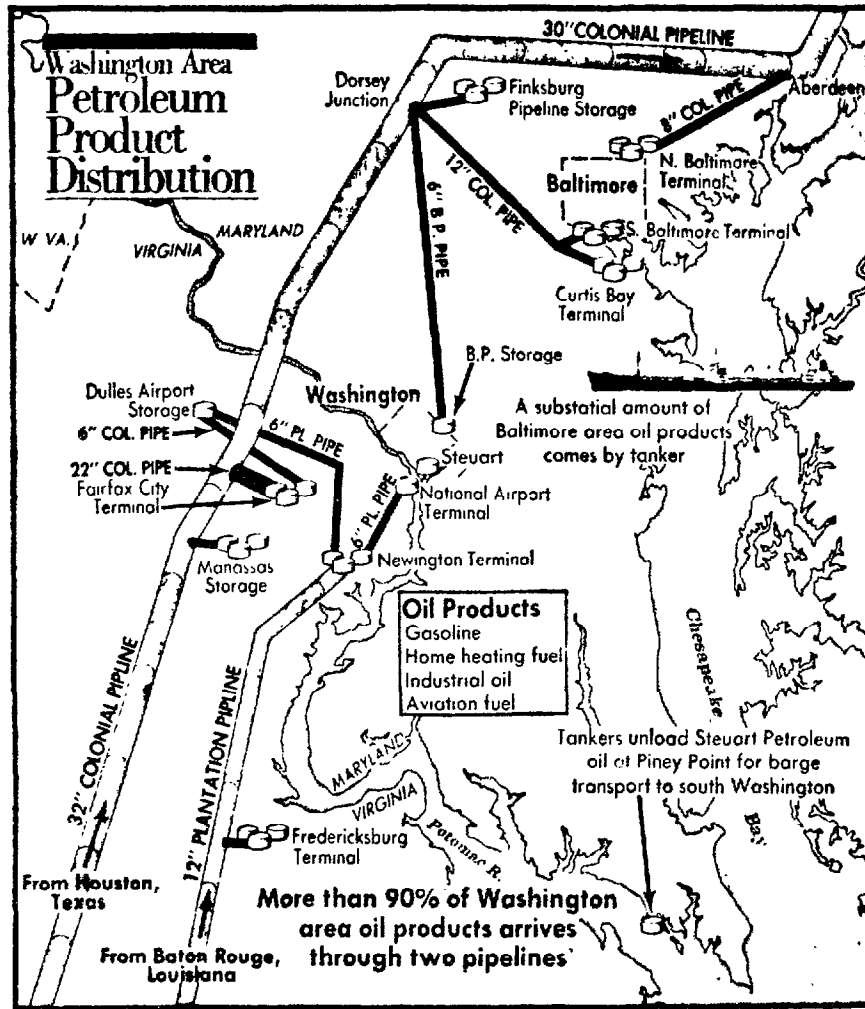 Washington Area
Petroleum
Product
Distribution
30" COLONIAL PIPELINE
Dorsey
Junction
Finksburg
Pipeline Storage
Aberdeen
8" COL. PIPE
N. Baltimore
Terminal
Baltimore
12" COL. PIPE
6" B.P. PIPE
S. Baltimore Terminal
Curtis Bay
Terminal
W VA.
VIRGINIA
MARYLAND
B.P. Storage
Washington
Dulles Airport
Storage
6" COL. PIPE
6" PL. PIPE
22" COL. PIPE
Fairfax City
Terminal
A substatial amount of
Baltimore area oil products
comes by tanker
Steuart
National Airport
Terminal
6" PL. PIPE
Manassas
Storage
Newington Terminal
Oil Products
Gasoline
Home heating fuel
Industrial oil
Aviation fuel
Chesapeake
Bay
Tankers unload Steuart Petroleum
oil at Piney Point for barge
transport to south Washington
32" COLONIAL PIPLINE
12" PLANTATION PIPLINE
MARYLAND
VIRGINIA
Potomac R.
Fredericksburg
Terminal
From Houston,
Texas
From Baton Rouge,
Louisiana
More than 90% of Washington
area oil products arrives
through two pipelines